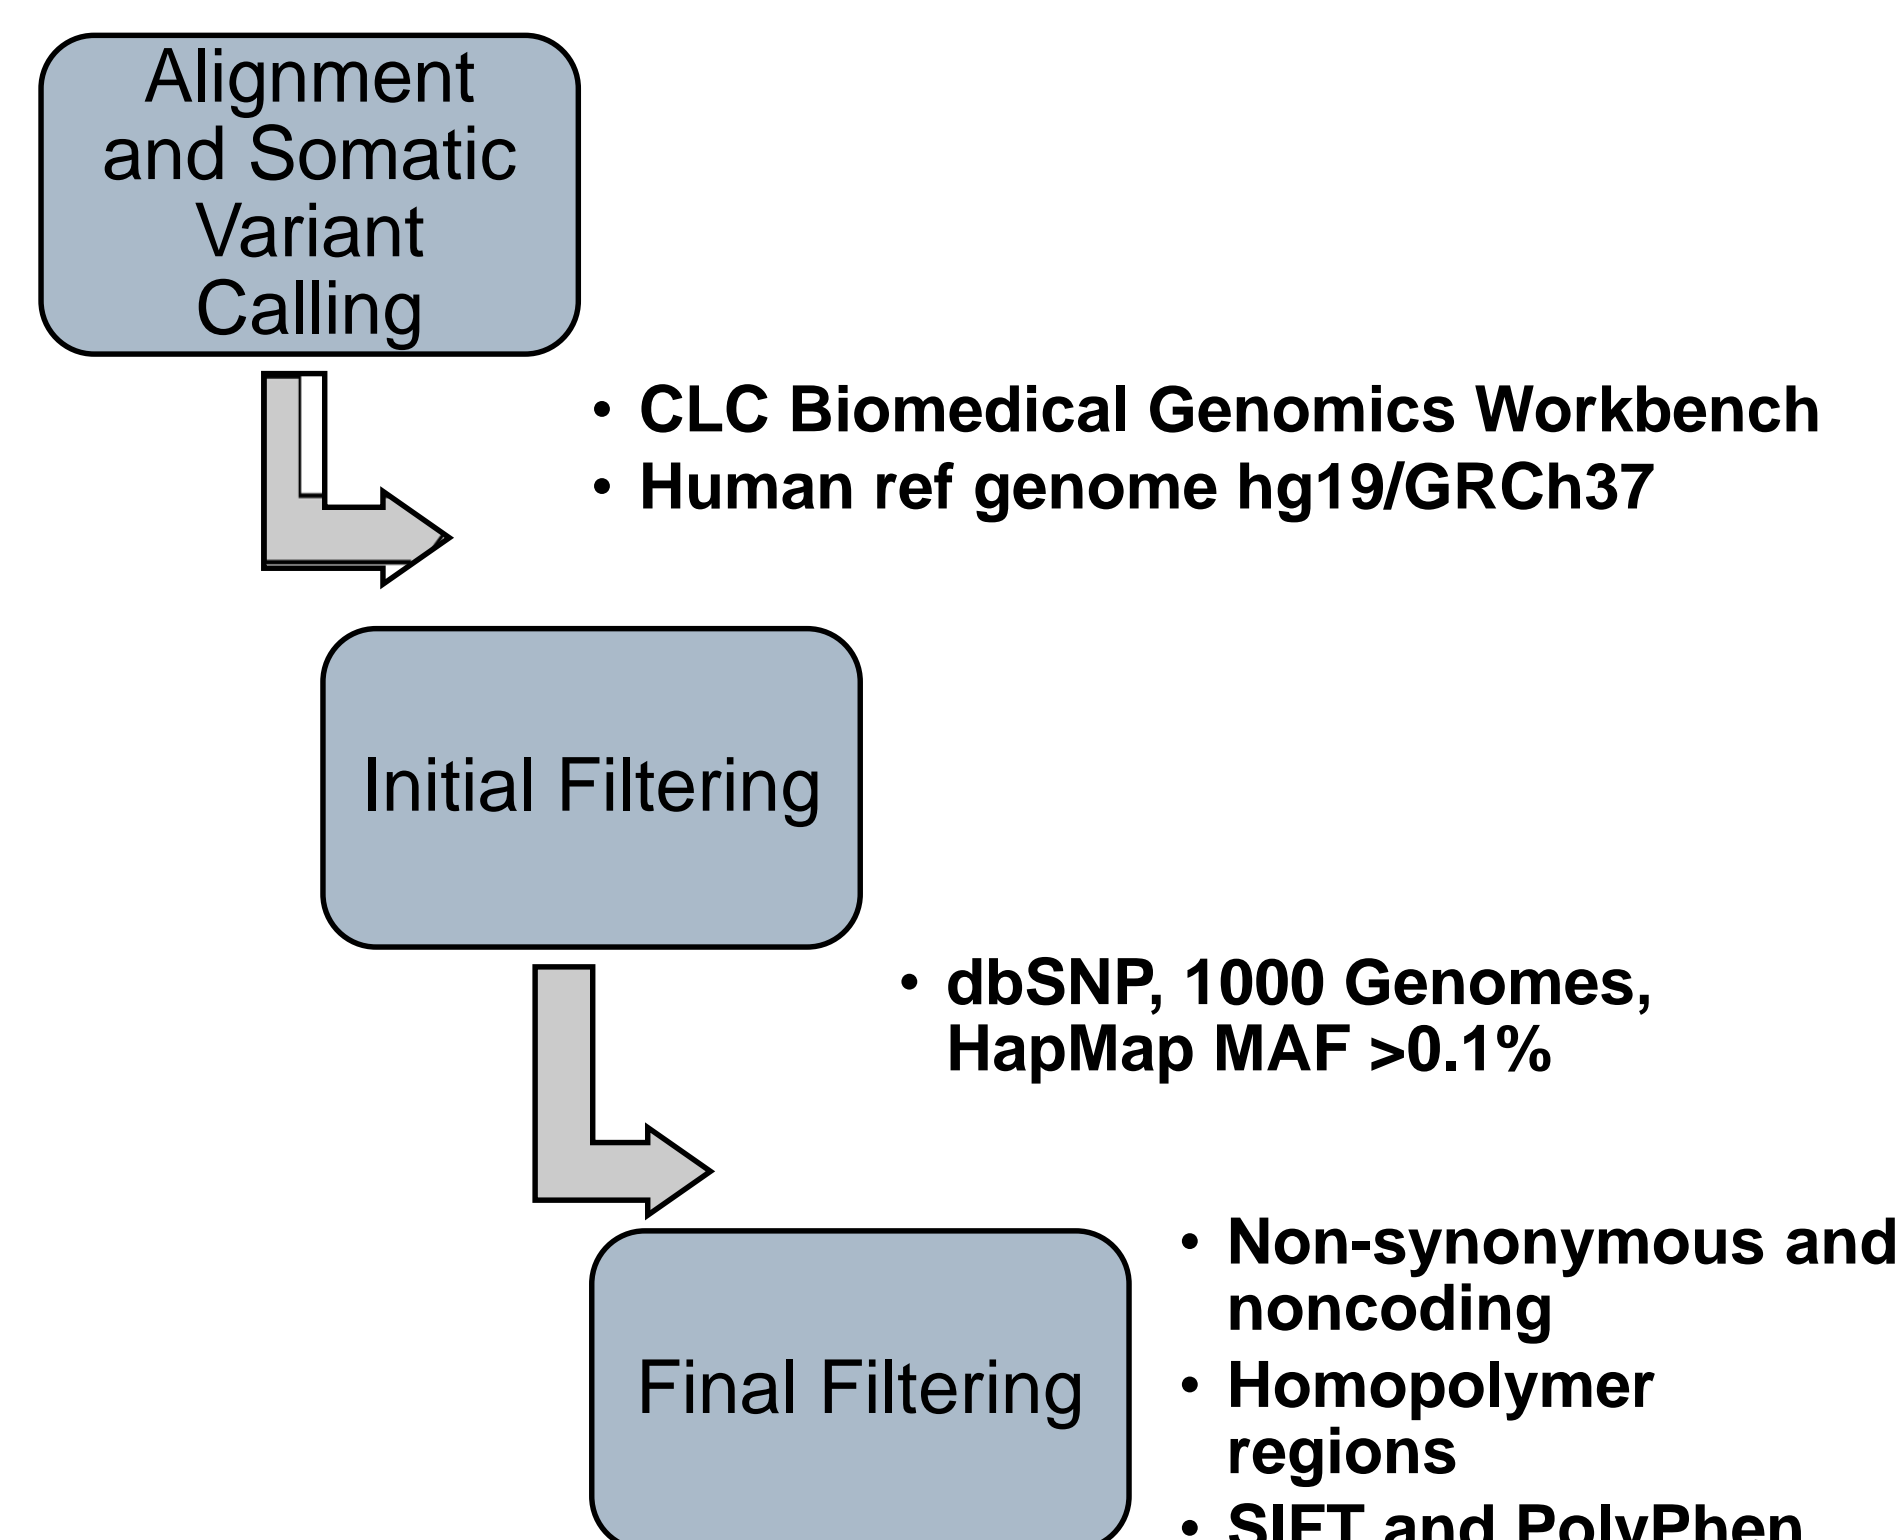 Alignment
and Somatic
Variant
Calling
• CLC Biomedical Genomics Workbench
• Human ref genome hg19/GRCh37
Initial Filtering
• dbSNP, 1000 Genomes,
HapMap MAF >0.1%
Final Filtering
• Non-synonymous and
noncoding
• Homopolymer
regions
• SIFT and PolyPhen